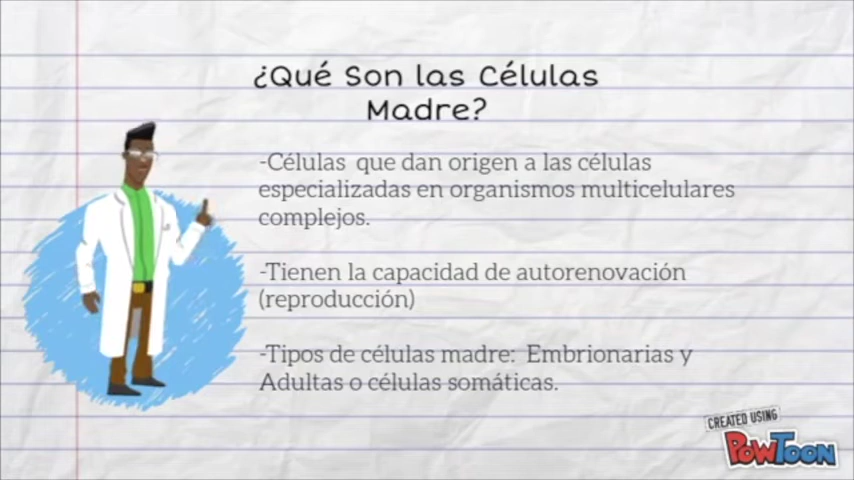 ¿Qué Son las Células
Madre?
-Células que dan origen a las células
especializadas en organismos multicelulares
complejos.
-Tienen la capacidad de autorenovación
(reproducción)
-Tipos de células madre: Embrionarias y
Adultas o células somáticas.
CREATED USING
PowToon